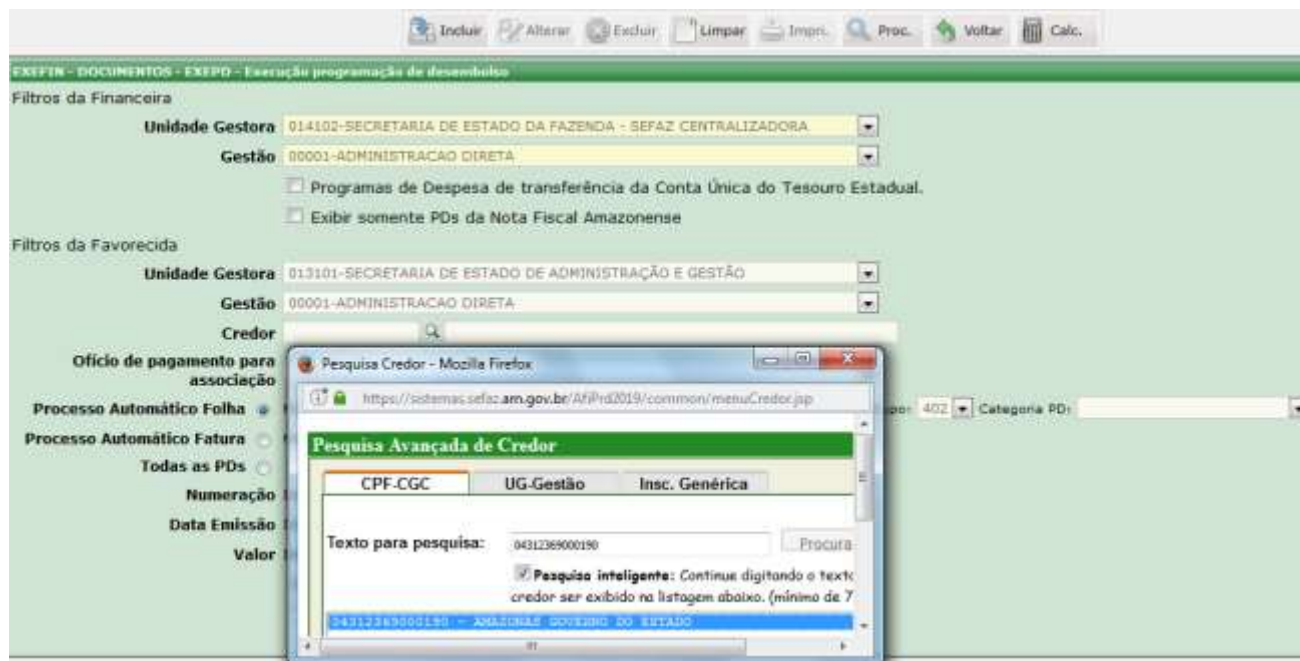 Incluir Alterar Excluir Limpar Impri. Proc. Voltar Calc.
EXEFIN - DOCUMENTOS - EXEPD - Execução programação de desembolso
Filtros da Financeira
Unidade Gestora 014102-SECRETARIA DE ESTADO DA FAZENDA - SEFAZ CENTRALIZADORA
Gestão 00001-ADMINISTRACAO DIRETA
Programas de Despesa de transferência da Conta Única do Tesouro Estadual.
Exibir somente PDs da Nota Fiscal Amazonense
Filtros da Favorecida
Unidade Gestora 013101-SECRETARIA DE ESTADO DE ADMINISTRAÇÃO E GESTÃO
Gestão 00001-ADMINISTRACAO DIRETA
Credor
Ofício de pagamento para
associação
Processo Automático Folha
402 Categoria PD:
Processo Automático Fatura
Todas as PDs
Numeração
Data Emissão
Valor
Pesquisa Credor - Mozilla Firefox
https://sistemas.sefaz.am.gov.br/AfiPrd2019/common/menuCredor.jsp
Pesquisa Avançada de Credor
CPF-CGC UG-Gestão Insc. Genérica
Texto para pesquisa: 04312369000190 Procura
Pesquisa inteligente: Continue digitando o texto
credor ser exibido na listagem abaixo. (mínimo de 7
04312369000190 - AMAZONAS GOVERNO DO ESTADO